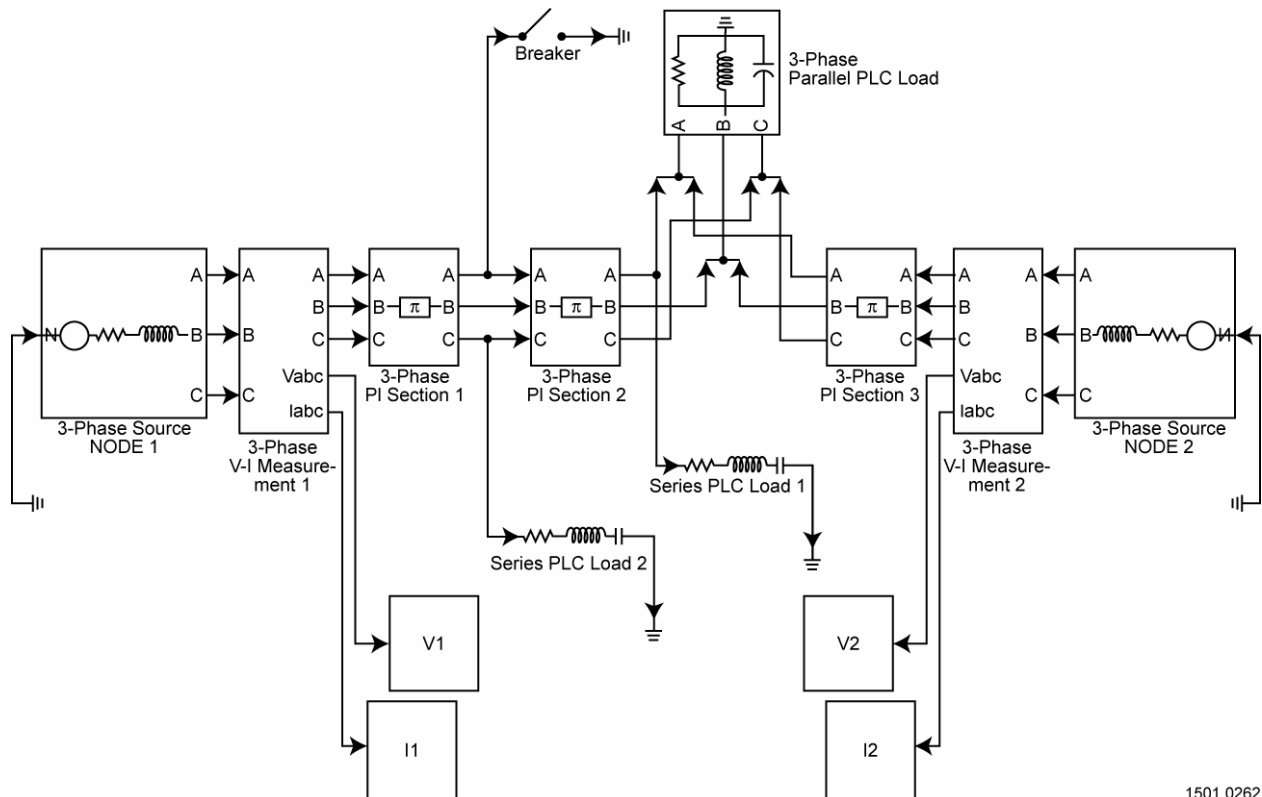 Breaker
3-Phase
Parallel PLC Load
A B C
A A A A A A A A A A A A
B B B B B B B B
π π π
N B B B B N
C C C C C C C C
Vabc Vabc
C C C C
Iabc Iabc
3-Phase
PI Section 1
3-Phase
PI Section 2
3-Phase
PI Section 3
3-Phase Source
NODE 1
3-Phase
V-I Measure-
ment 1
3-Phase
V-I Measure-
ment 2
3-Phase Source
NODE 2
Series PLC Load 1
Series PLC Load 2
V1
V2
I1
I2
1501.0262